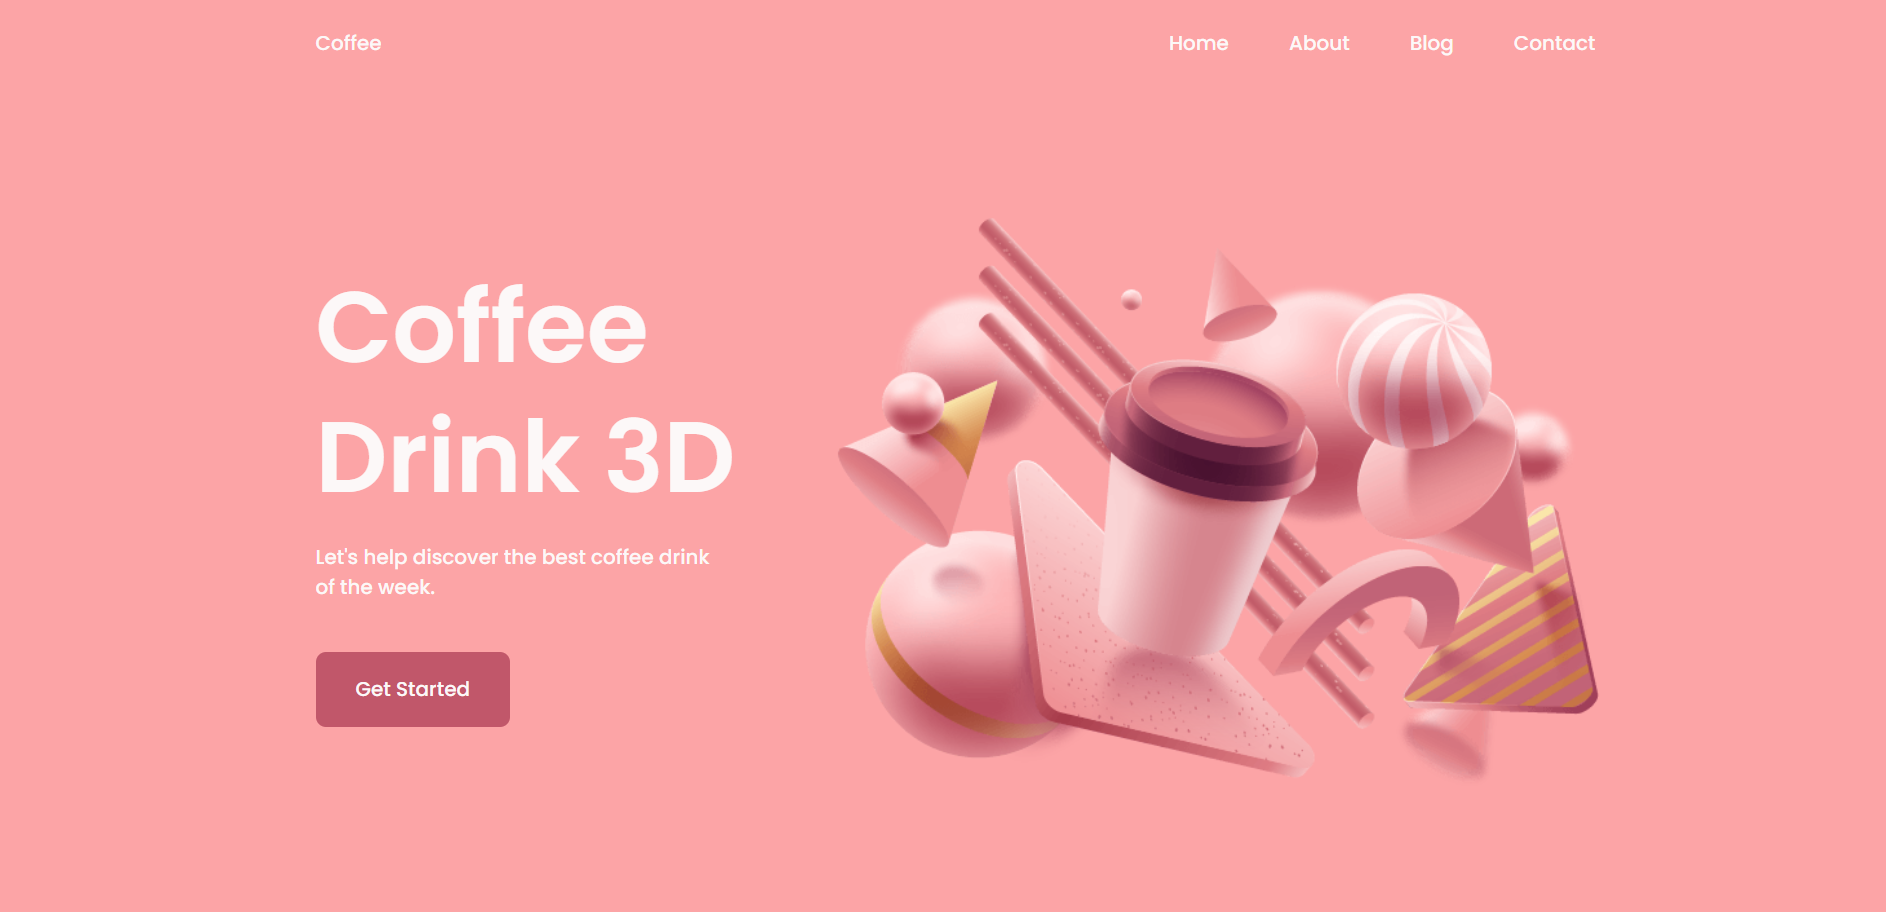 Coffee
Home About Blog Contact
Coffee
Drink 3D
Let's help discover the best coffee drink
of the week.
Get Started